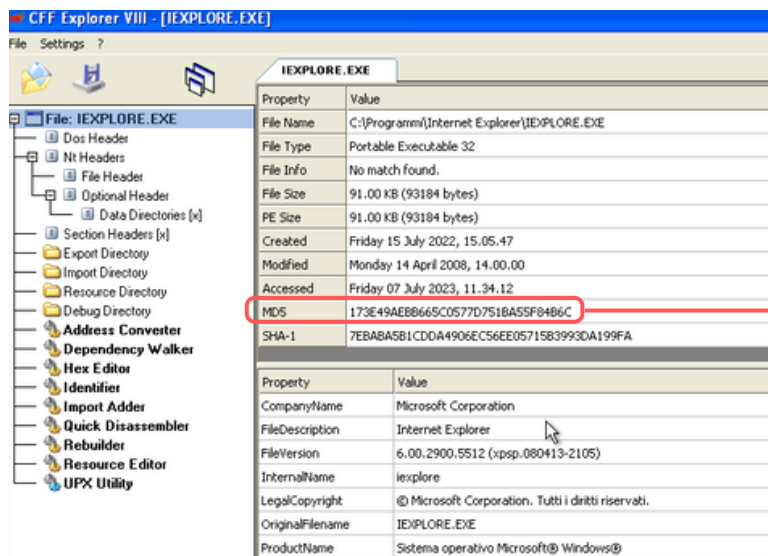 CFF Explorer VIII - [IEXPLORE.EXE]
File Settings ?
IEXPLORE.EXE
File: IEXPLORE.EXE
Dos Header
Nt Headers
File Header
Optional Header
Data Directories [x]
Section Headers [x]
Export Directory
Import Directory
Resource Directory
Debug Directory
Address Converter
Dependency Walker
Hex Editor
Identifier
Import Adder
Quick Disassembler
Rebuilder
Resource Editor
UPX Utility
Property Value
File Name C:\Programmi\Internet Explorer\IEXPLORE.EXE
File Type Portable Executable 32
File Info No match found.
File Size 91.00 KB (93184 bytes)
PE Size 91.00 KB (93184 bytes)
Created Friday 15 July 2022, 15.05.47
Modified Monday 14 April 2008, 14.00.00
Accessed Friday 07 July 2023, 11.34.12
MD5 173E49AEBB665C0577D751BA55F84B6C
SHA-1 7EBABA5B1CDDA4906EC56EE05715B3993DA199FA
Property Value
CompanyName Microsoft Corporation
FileDescription Internet Explorer
FileVersion 6.00.2900.5512 (xpsp.080413-2105)
InternalName iexplore
LegalCopyright © Microsoft Corporation. Tutti i diritti riservati.
OriginalFilename IEXPLORE.EXE
ProductName Sistema operativo Microsoft® Windows®